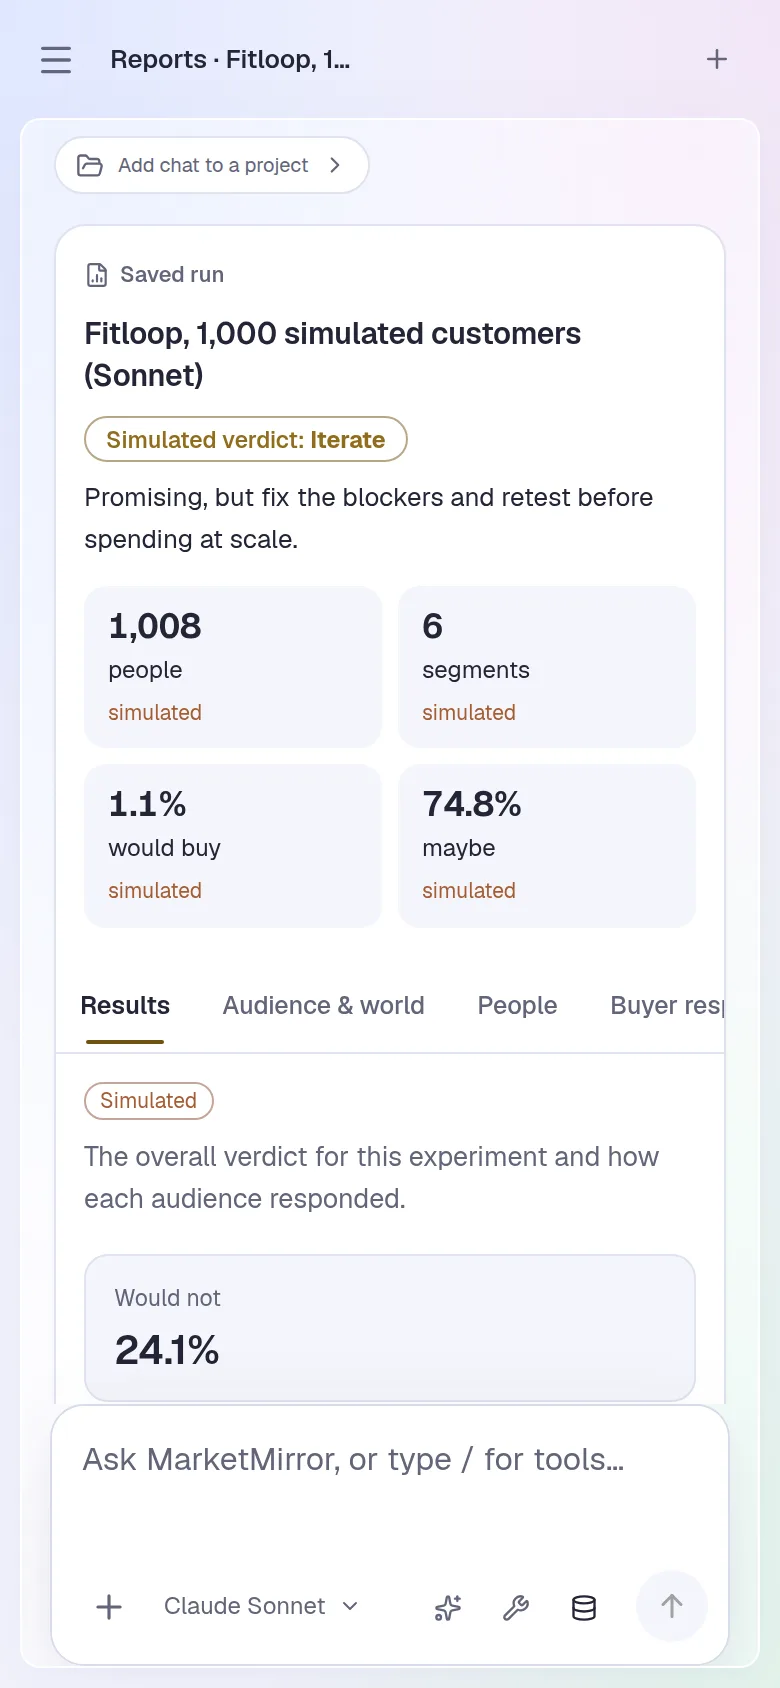 Reports · Fitloop, 1...
Add chat to a project
Saved run
Fitloop, 1,000 simulated customers
(Sonnet)
Simulated verdict: Iterate
Promising, but fix the blockers and retest before
spending at scale.
1,008
people
simulated
6
segments
simulated
1.1%
would buy
simulated
74.8%
maybe
simulated
Results Audience & world People Buyer resp
Simulated
The overall verdict for this experiment and how
each audience responded.
Would not
24.1%
Ask MarketMirror, or type / for tools...
Claude Sonnet